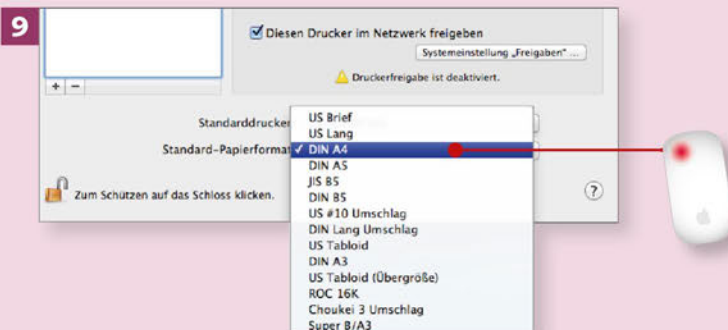 9
Diesen Drucker im Netzwerk freigeben
Systemeinstellung „Freigaben“ ...
Druckerfreigabe ist deaktiviert.
+ −
Standarddrucker
Standard-Papierformat
Zum Schützen auf das Schloss klicken.
?
US Brief
US Lang
✓ DIN A4
DIN A5
JIS B5
DIN B5
US #10 Umschlag
DIN Lang Umschlag
US Tabloid
DIN A3
US Tabloid (Übergröße)
ROC 16K
Choukei 3 Umschlag
Super B/A3